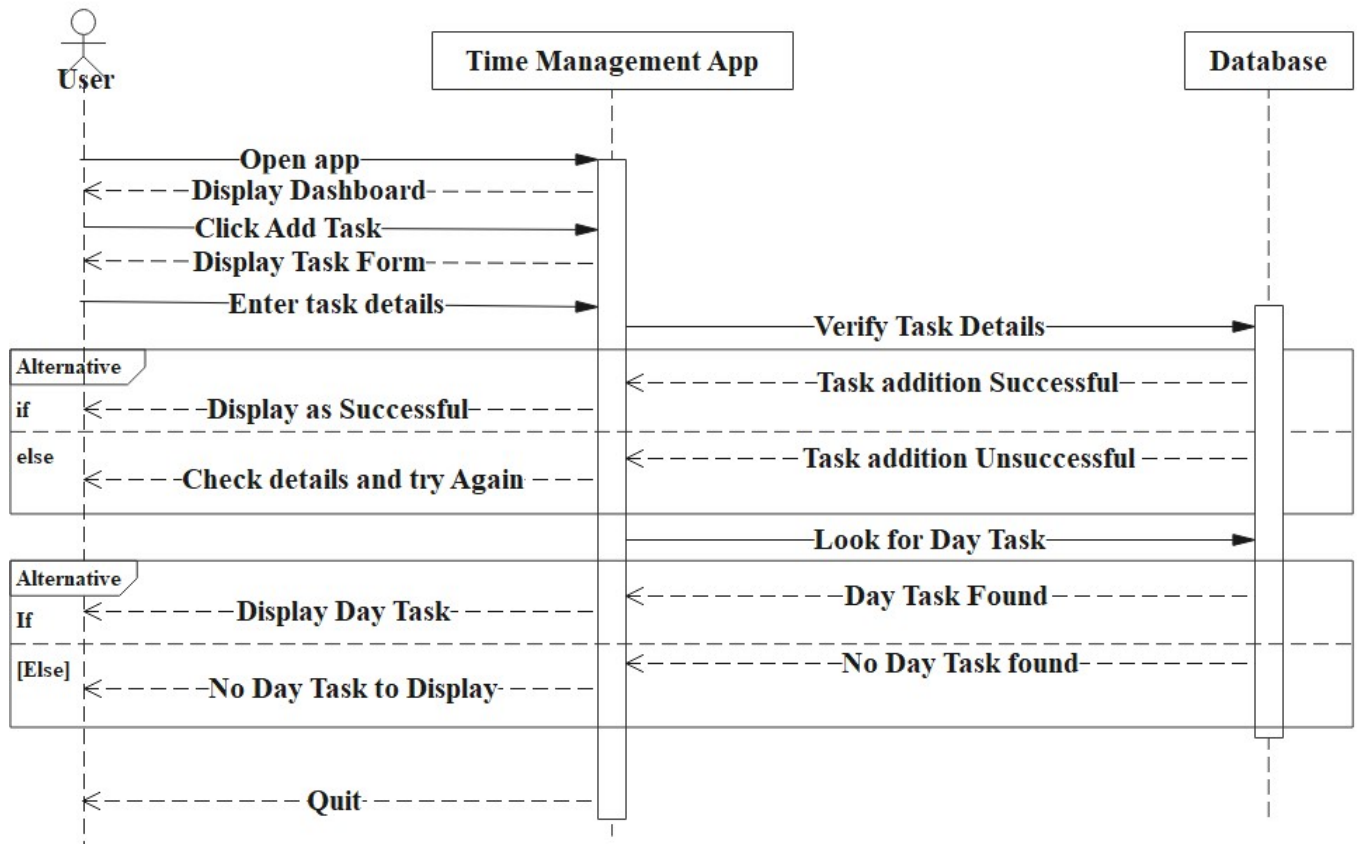 User
Time Management App
Database
Open app
Display Dashboard
Click Add Task
Display Task Form
Enter task details
Verify Task Details
Alternative
Task addition Successful
if
Display as Successful
else
Task addition Unsuccessful
Check details and try Again
Look for Day Task
Alternative
Day Task Found
If
Display Day Task
[Else]
No Day Task found
No Day Task to Display
Quit